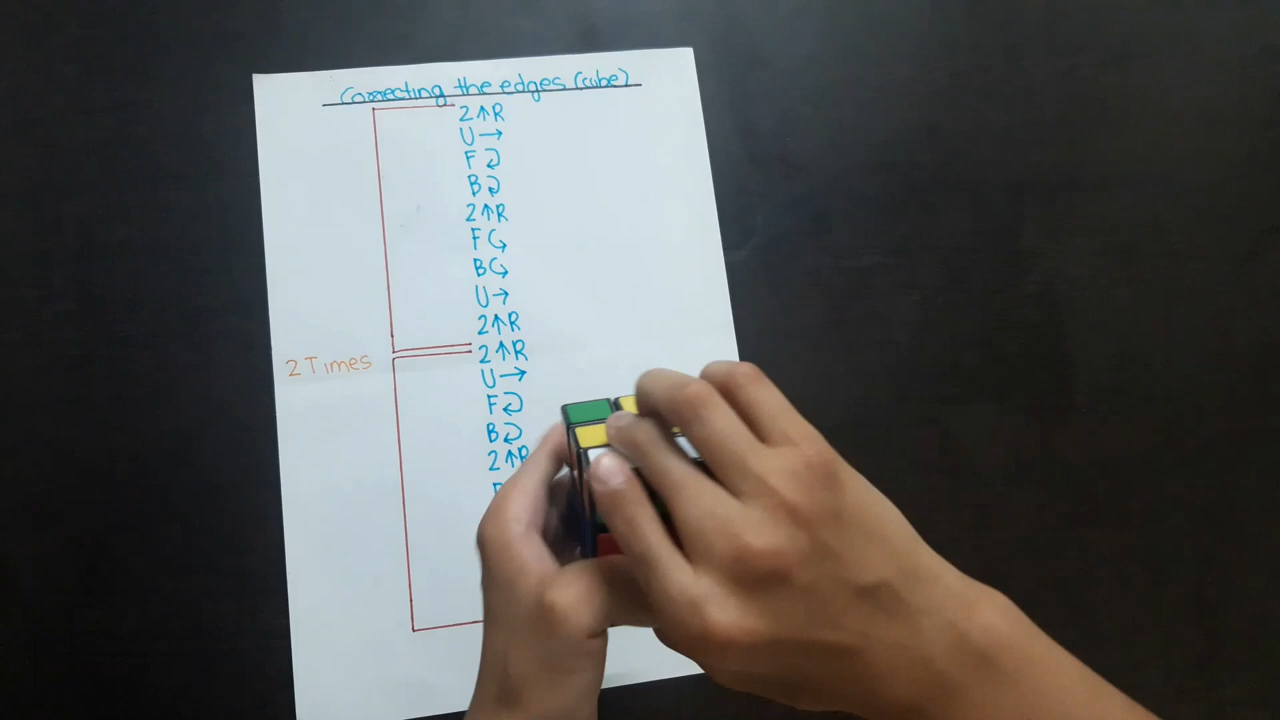 Correcting the edges (cube)
2↑R
U→
F↻
B↻
2↑R
F↺
B↺
U→
2↑R
2↑R
U→
F↻
B↻
2↑R
2 Times